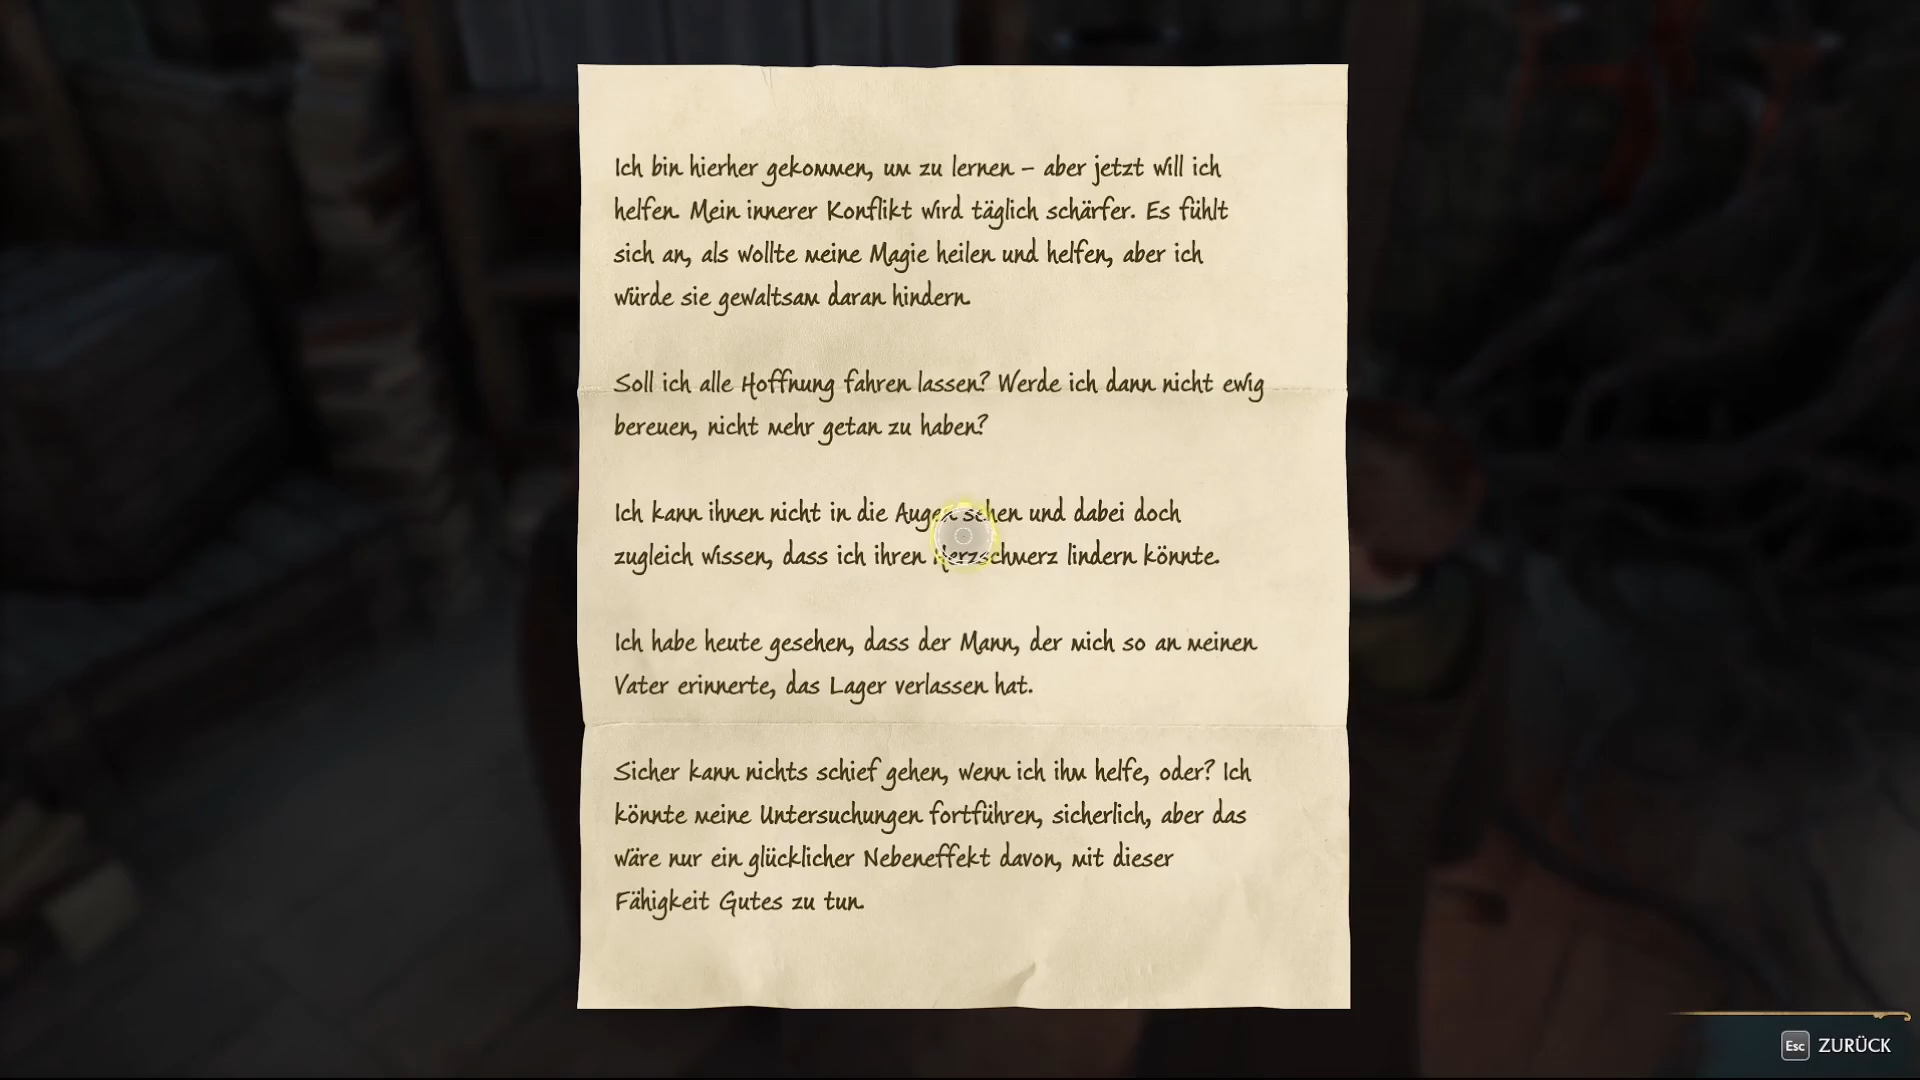 Ich bin hierher gekommen, um zu lernen – aber jetzt will ich
helfen. Mein innerer Konflikt wird täglich schärfer. Es fühlt
sich an, als wollte meine Magie heilen und helfen, aber ich
würde sie gewaltsam daran hindern.
Soll ich alle Hoffnung fahren lassen? Werde ich dann nicht ewig
bereuen, nicht mehr getan zu haben?
Ich kann ihnen nicht in die Augen sehen und dabei doch
zugleich wissen, dass ich ihren Herzschmerz lindern könnte.
Ich habe heute gesehen, dass der Mann, der mich so an meinen
Vater erinnerte, das Lager verlassen hat.
Sicher kann nichts schief gehen, wenn ich ihm helfe, oder? Ich
könnte meine Untersuchungen fortführen, sicherlich, aber das
wäre nur ein glücklicher Nebeneffekt davon, mit dieser
Fähigkeit Gutes zu tun.
Esc ZURÜCK